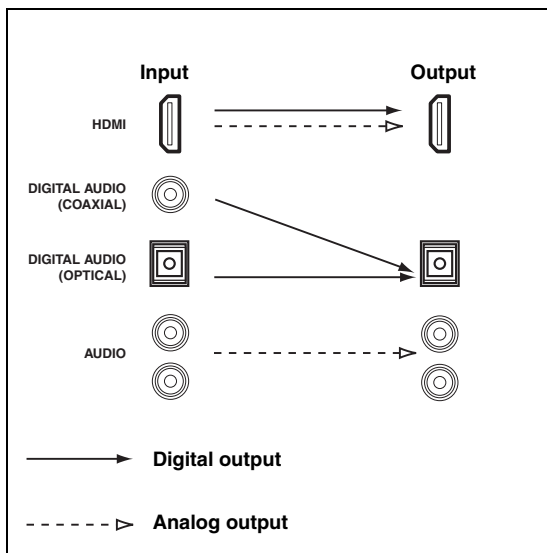 Input Output
HDMI
DIGITAL AUDIO
(COAXIAL)
DIGITAL AUDIO
(OPTICAL)
AUDIO
Digital output
Analog output